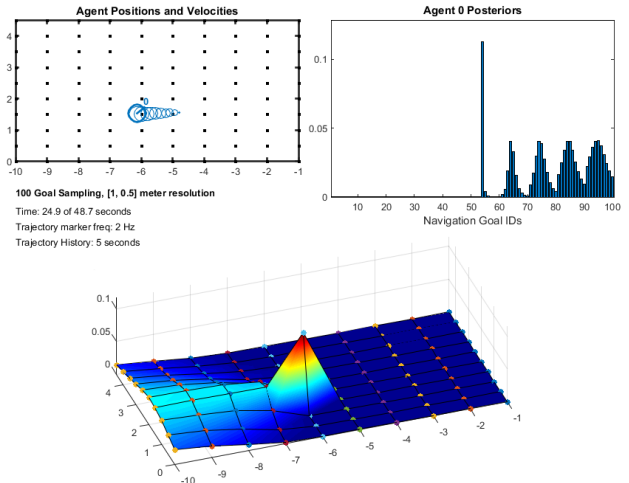 Agent Positions and Velocities
4
3
2
1
0
0
-10 -9 -8 -7 -6 -5 -4 -3 -2 -1
Agent 0 Posteriors
0.1
0.05
0
10 20 30 40 50 60 70 80 90 100
Navigation Goal IDs
100 Goal Sampling, [1, 0.5] meter resolution
Time: 24.9 of 48.7 seconds
Trajectory marker freq: 2 Hz
Trajectory History: 5 seconds
0.1
0.05
0
4
3
2
1
0
-10 -9 -8 -7 -6 -5 -4 -3 -2 -1